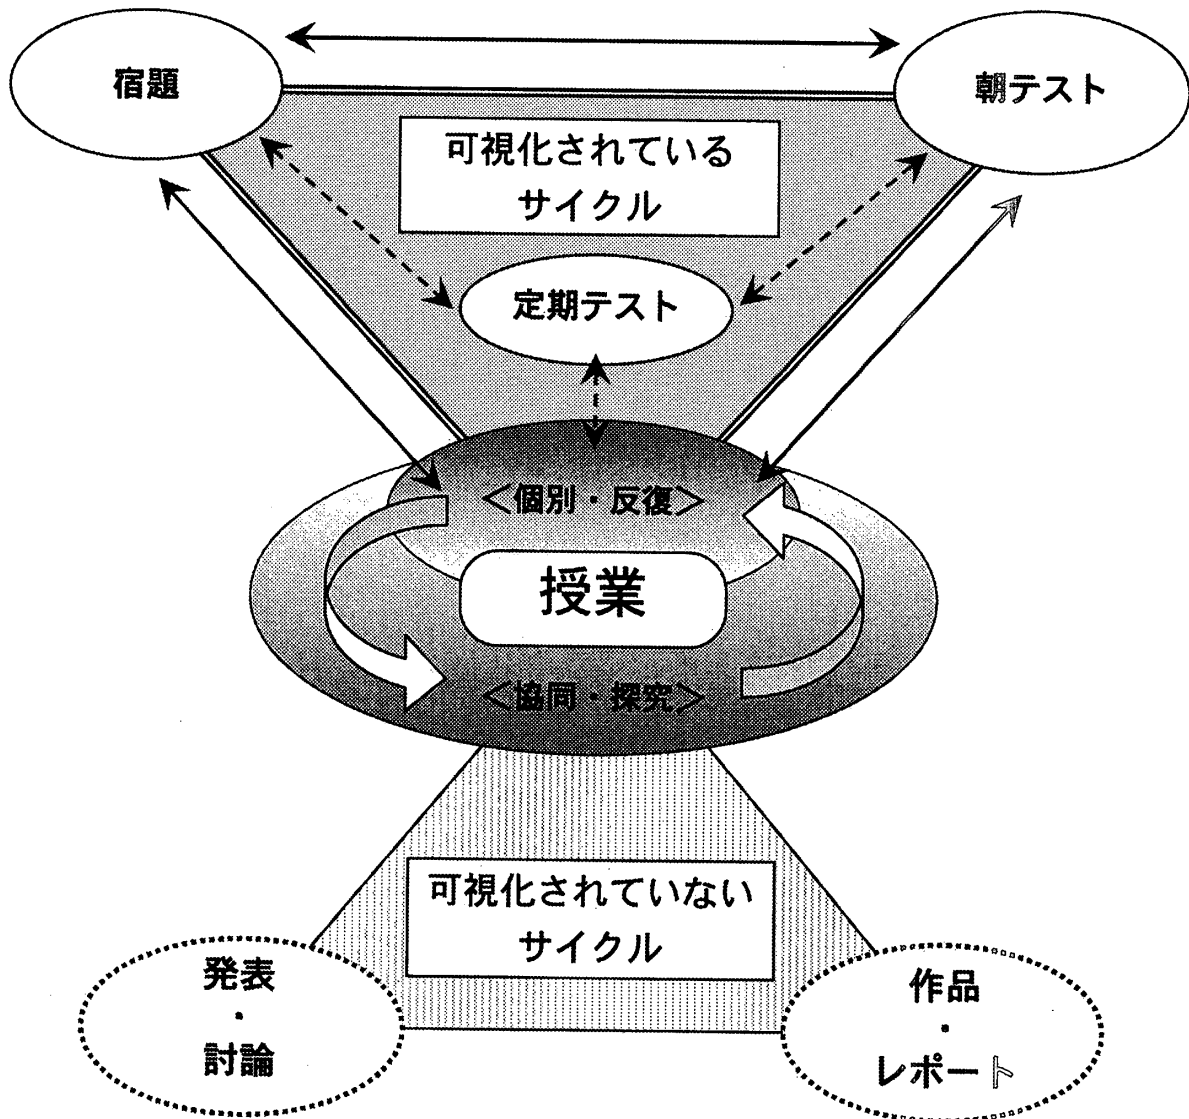 宿題
朝テスト
可視化されている
サイクル
定期テスト
＜個別・反復＞
授業
＜協同・探究＞
可視化されていない
サイクル
発表
・
討論
作品
・
レポート